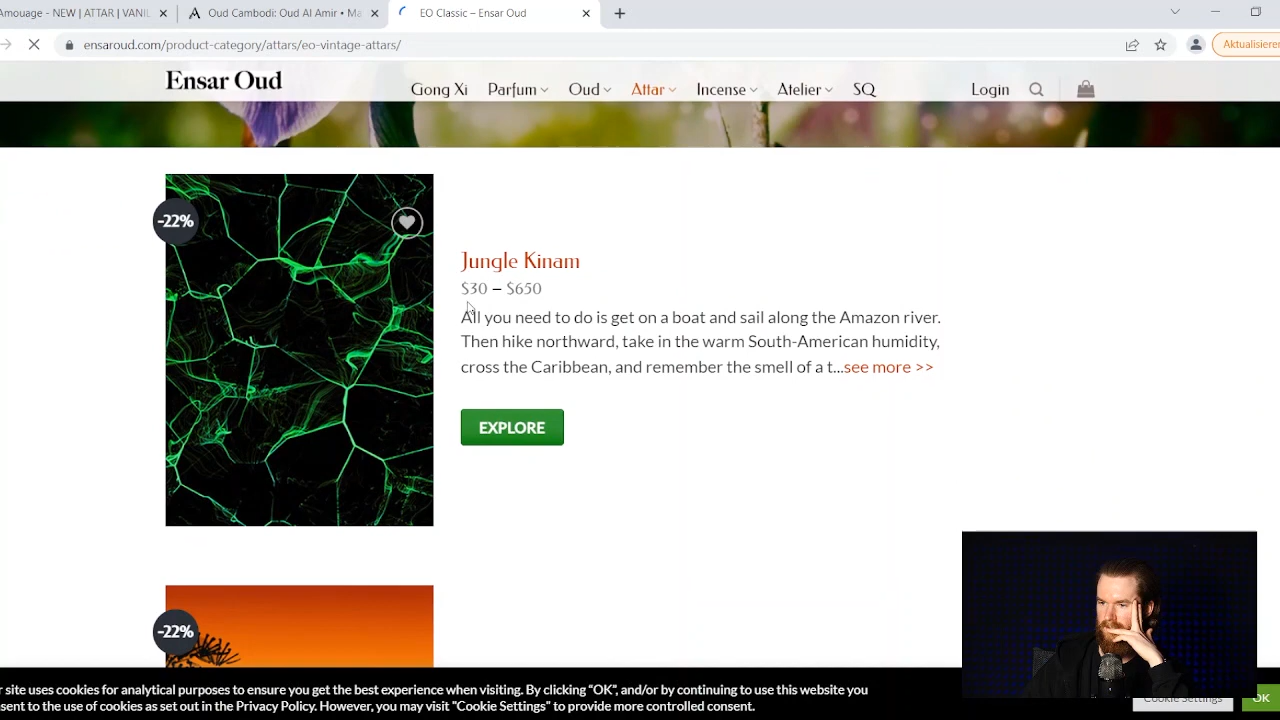 Amouage - NEW | ATTAR | VANIL
Oud Cambodi: Oud Al Amir • Ma
EO Classic – Ensar Oud
ensaroud.com/product-category/attars/eo-vintage-attars/
Aktualisieren
Ensar Oud
Gong Xi
Parfum
Oud
Attar
Incense
Atelier
SQ
Login
-22%
Jungle Kinam
$30 – $650
All you need to do is get on a boat and sail along the Amazon river.
Then hike northward, take in the warm South-American humidity,
cross the Caribbean, and remember the smell of a t...see more >>
EXPLORE
-22%
r site uses cookies for analytical purposes to ensure you get the best experience when visiting. By clicking “OK”, and/or by continuing to use this website you
sent to the use of cookies as set out in the Privacy Policy. However, you may visit "Cookie Settings" to provide more controlled consent.
Cookie Settings
OK